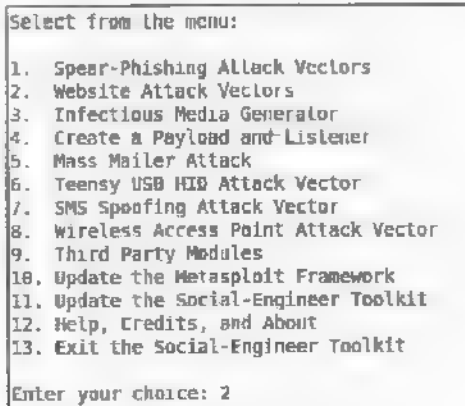 Select from the menu:
1. Spear-Phishing Attack Vectors
2. Website Attack Vectors
3. Infectious Media Generator
4. Create a Payload and Listener
5. Mass Mailer Attack
6. Teensy USB HID Attack Vector
7. SMS Spoofing Attack Vector
8. Wireless Access Point Attack Vector
9. Third Party Modules
10. Update the Metasploit Framework
11. Update the Social-Engineer Toolkit
12. Help, Credits, and About
13. Exit the Social-Engineer Toolkit
Enter your choice: 2